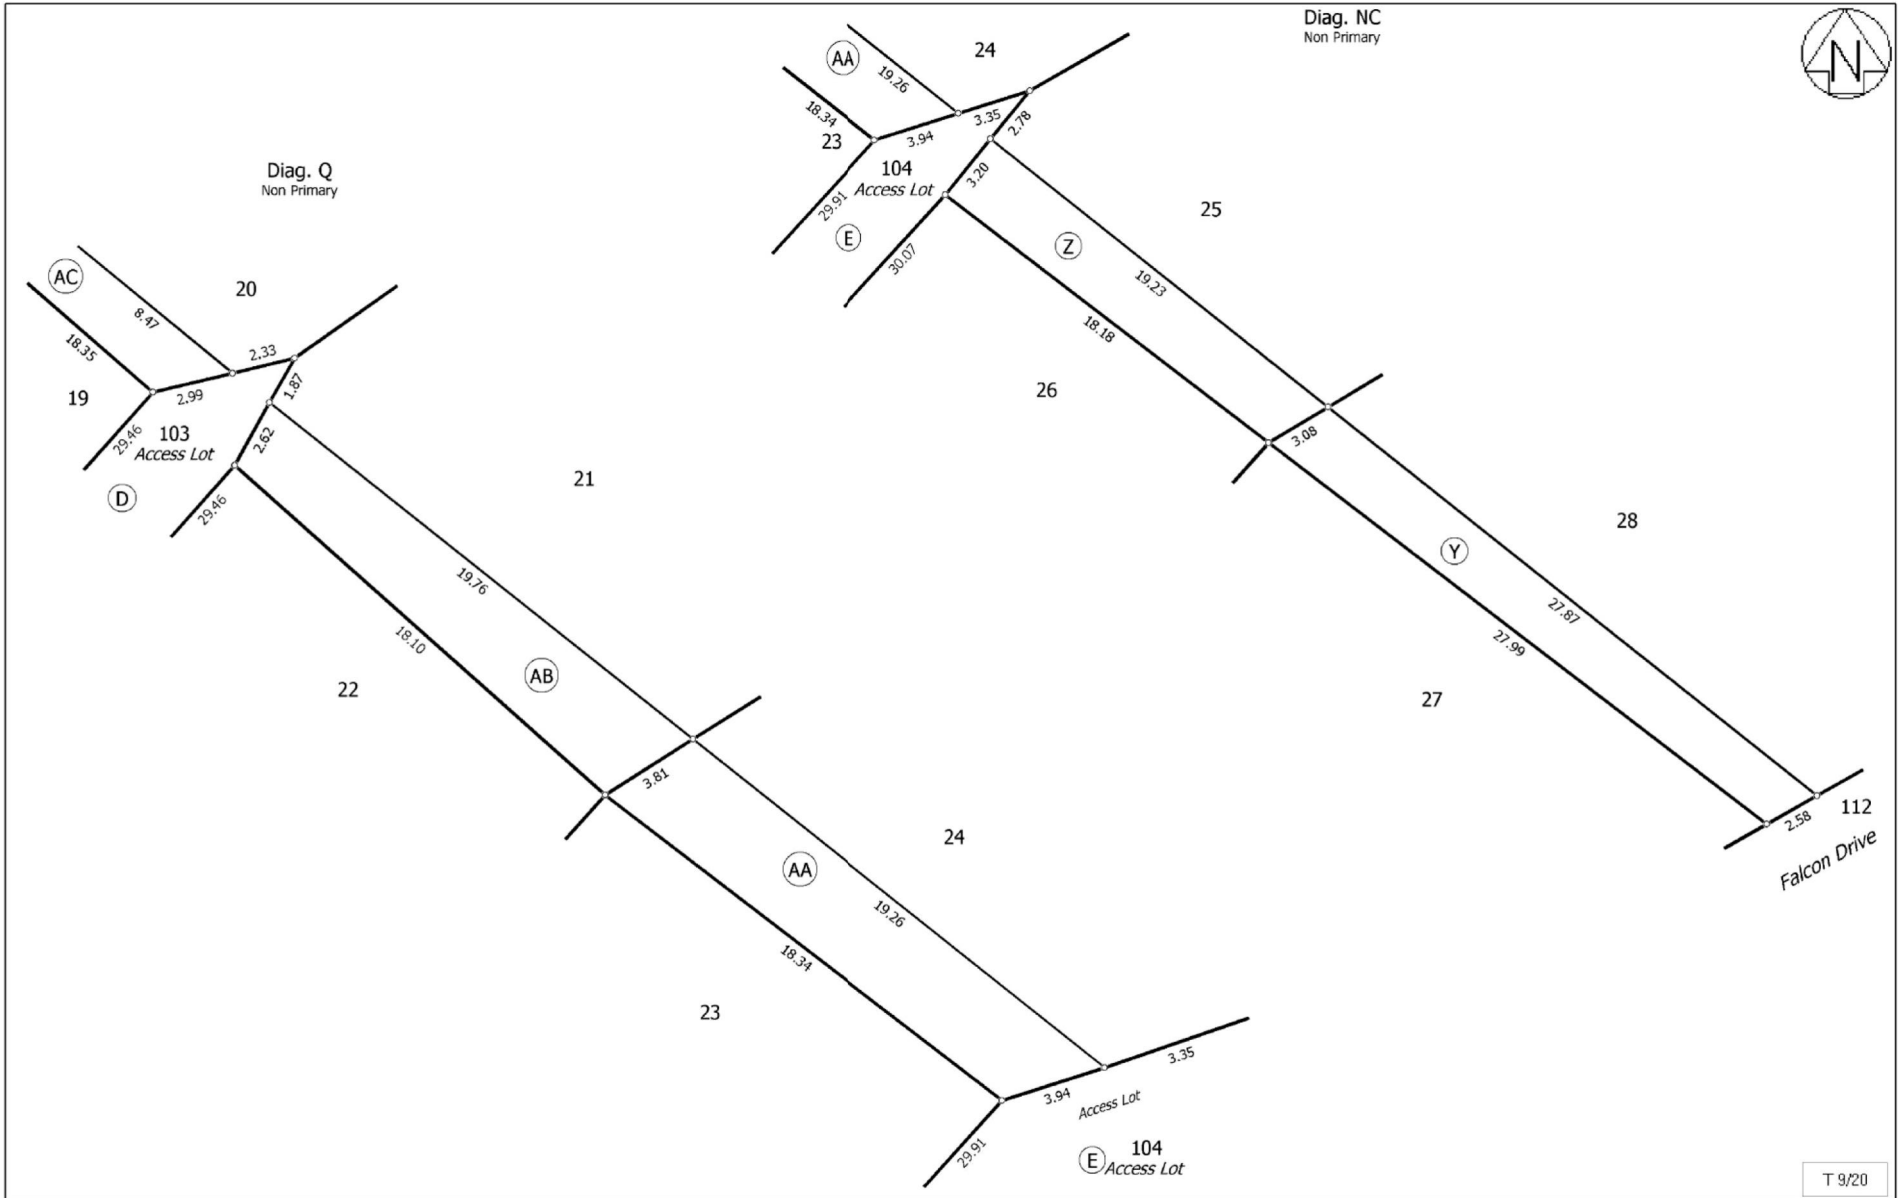 Diag. NC
Non Primary
N
AA
24
19.26
18.34
23
3.94
3.35
2.78
104
Access Lot
3.20
29.91
E
30.07
25
Z
19.23
18.18
26
3.08
28
Y
27.87
27.99
27
2.58
112
Falcon Drive
Diag. Q
Non Primary
AC
20
8.47
18.35
2.33
19
2.99
1.87
29.46
103
Access Lot
2.62
D
29.46
21
19.76
18.10
AB
22
3.81
24
AA
19.26
18.34
23
3.35
3.94
Access Lot
29.91
E
104
Access Lot
T 9/20